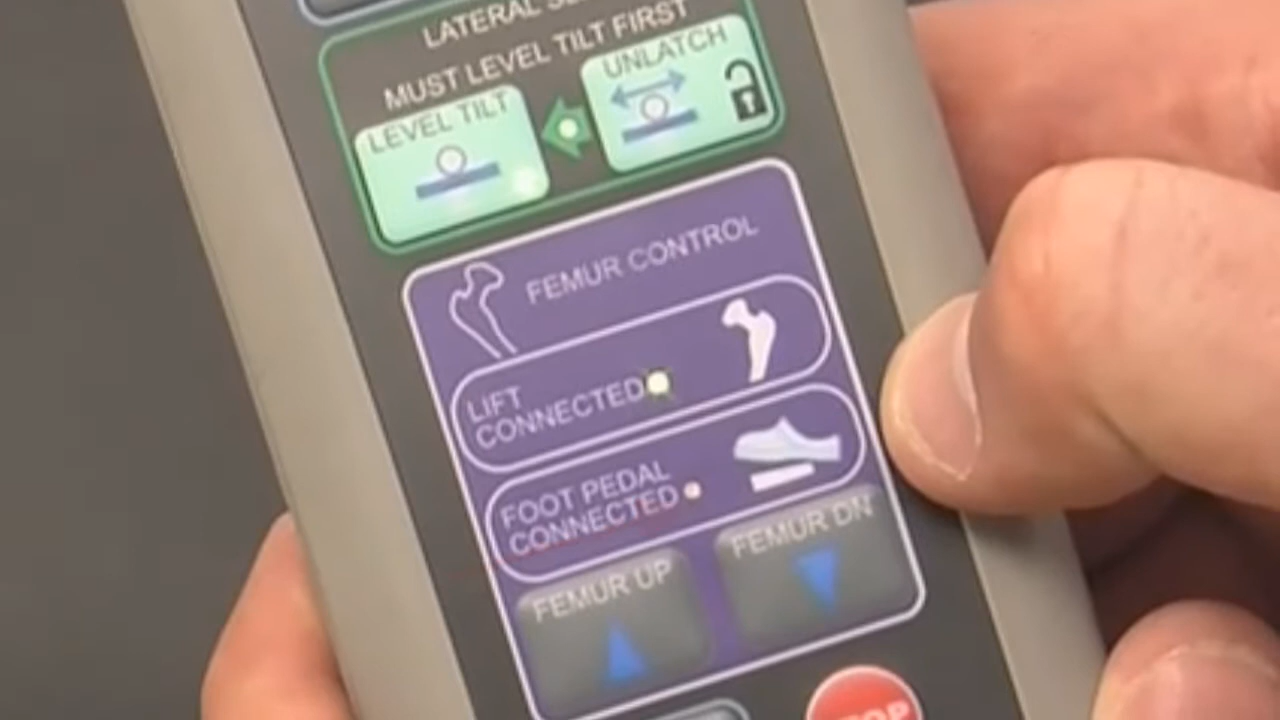 LATERAL
MUST LEVEL TILT FIRST
LEVEL TILT
UNLATCH
FEMUR CONTROL
LIFT
CONNECTED
FOOT PEDAL
CONNECTED
FEMUR UP
FEMUR DN
STOP